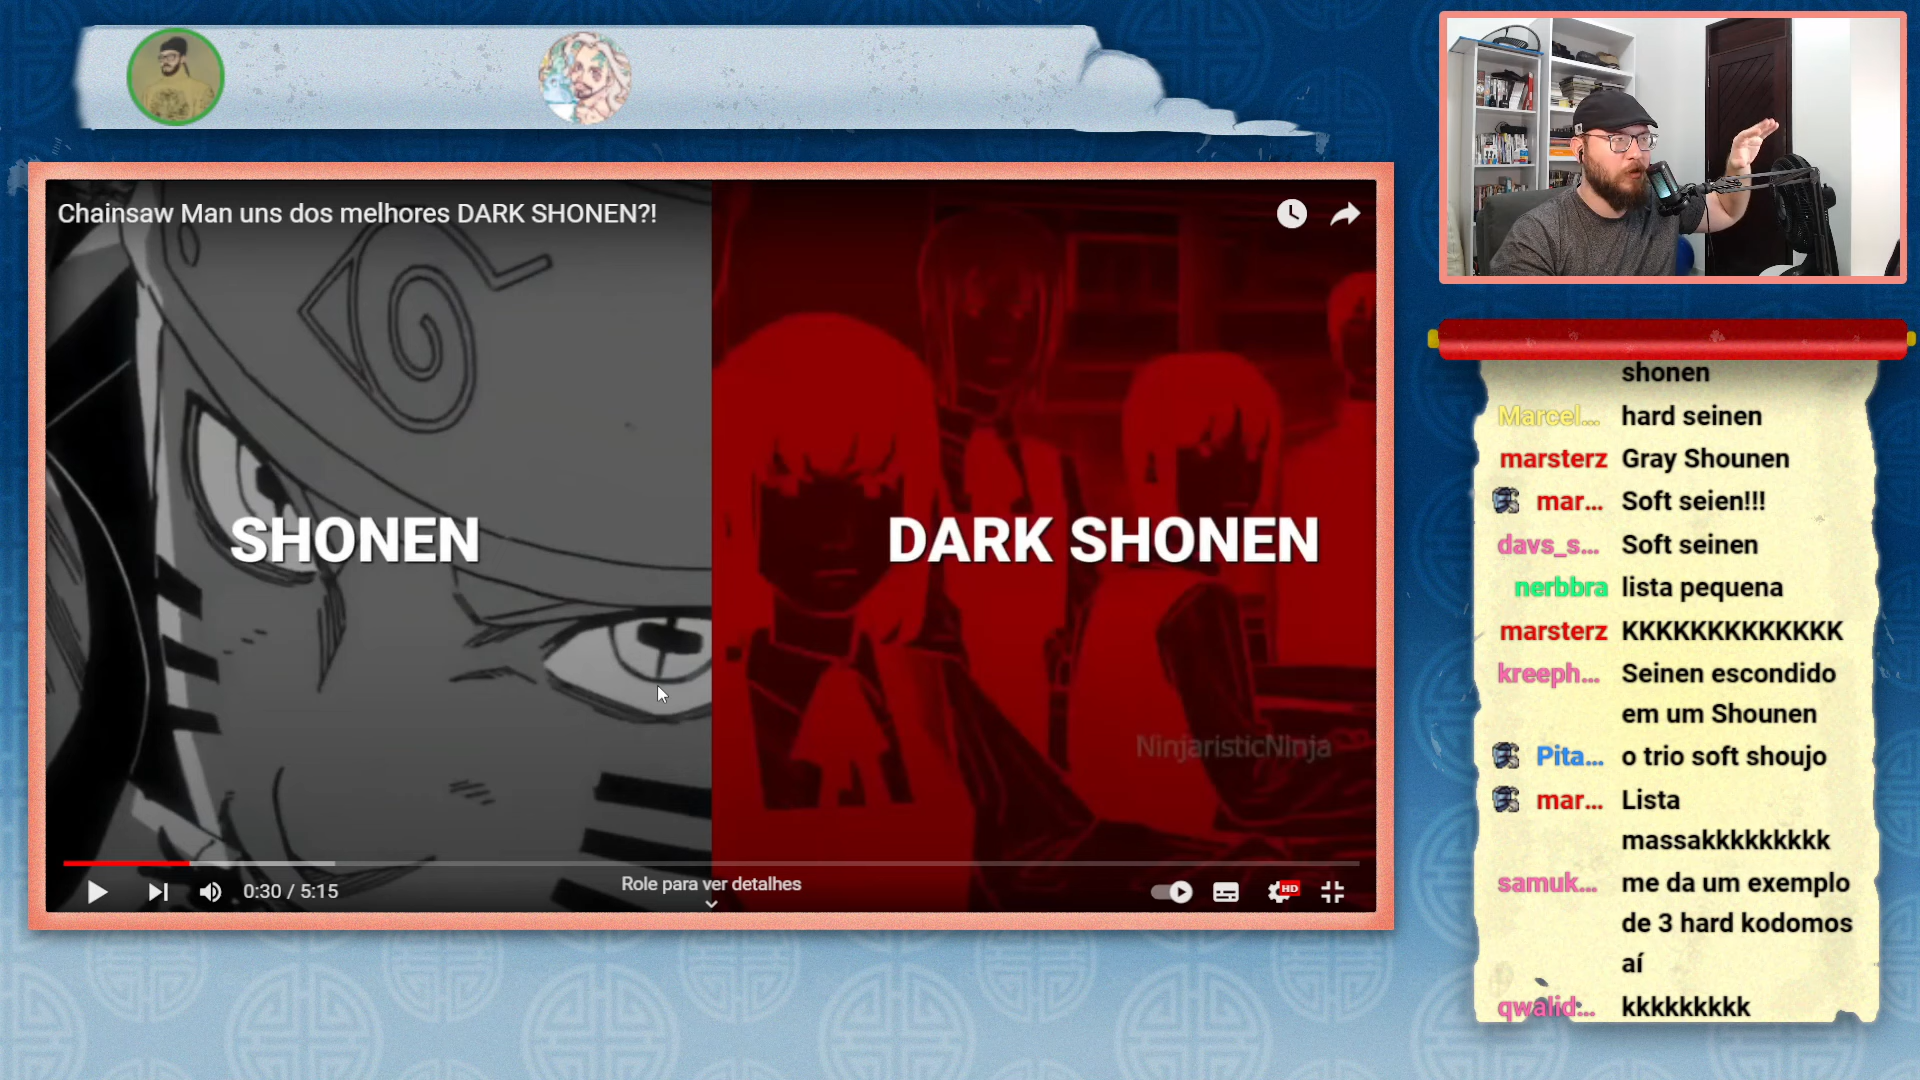 Chainsaw Man uns dos melhores DARK SHONEN?!
SHONEN
DARK SHONEN
NinjaristicNinja
0:30 / 5:15
Role para ver detalhes
HD
shonen
Marcel... hard seinen
marsterz Gray Shounen
mar... Soft seien!!!
davs_s... Soft seinen
nerbbra lista pequena
marsterz KKKKKKKKKKKKK
kreeph... Seinen escondido
em um Shounen
Pita... o trio soft shoujo
mar... Lista
massakkkkkkkkk
samuk... me da um exemplo
de 3 hard kodomos
aí
qwalid:... kkkkkkkkk